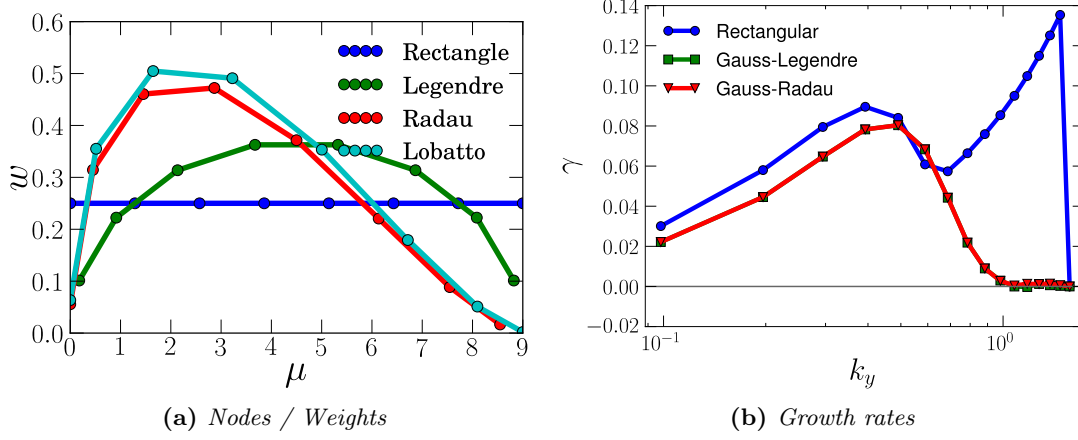 0.6
0.5
0.4
0.3
0.2
0.1
0.0
w
0 1 2 3 4 5 6 7 8 9
μ
Rectangle
Legendre
Radau
Lobatto
(a) Nodes / Weights
0.14
0.12
0.10
0.08
0.06
0.04
0.02
0.00
−0.02
γ
10⁻¹ 10⁰
k_y
Rectangular
Gauss-Legendre
Gauss-Radau
(b) Growth rates